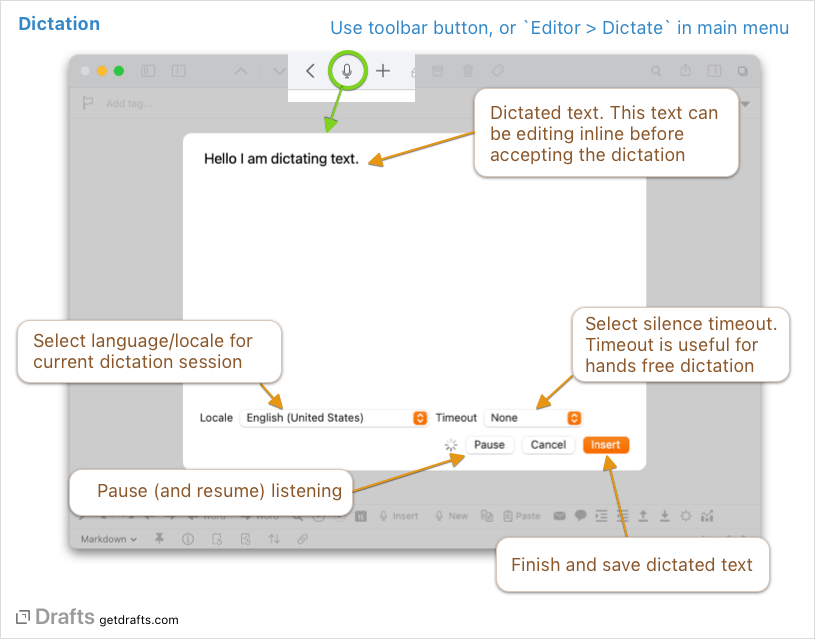 Dictation
Use toolbar button, or `Editor > Dictate` in main menu
Add tag...
Dictated text. This text can
be editing inline before
accepting the dictation
Hello I am dictating text.
Select language/locale for
current dictation session
Select silence timeout.
Timeout is useful for
hands free dictation
Locale English (United States) Timeout None
Pause Cancel Insert
Pause (and resume) listening
Insert New Paste
Markdown
Finish and save dictated text
Drafts getdrafts.com